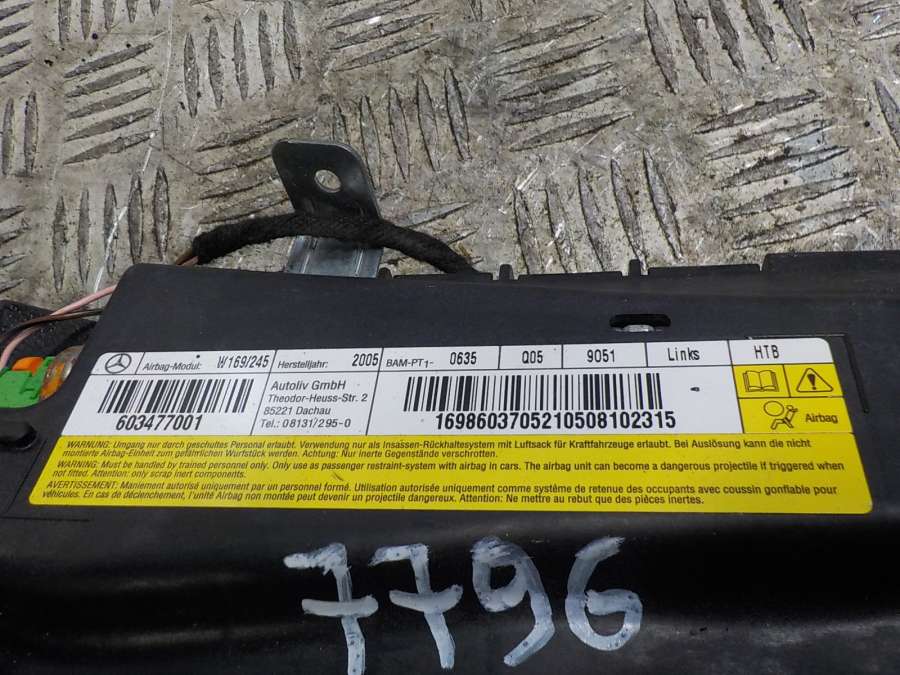 Airbag-Modul: W169/245 Herstelljahr: 2005 BAM-PT1- 0635 Q05 9051 Links HTB
603477001
Autoliv GmbH
Theodor-Heuss-Str. 2
85221 Dachau
Tel.: 08131/295-0
1698603705210508102315
Airbag
WARNUNG: Umgang nur durch geschultes Personal erlaubt. Verwendung nur als Insassen-Rückhaltesystem mit Luftsack für Kraftfahrzeuge erlaubt. Bei Auslösung kann die nicht
montierte Airbag-Einheit zum gefährlichen Wurfstück werden. Achtung: Nur inerte Gegenstände verschrotten.
WARNING: Must be handled by trained personnel only. Only use as passenger restraint-system with airbag in cars. The airbag unit can become a dangerous projectile if triggered when
not fitted. Attention: only scrap inert components.
AVERTISSEMENT: Maniement autorisé uniquement par un personnel formé. Utilisation autorisée uniquement comme système de retenue des occupants avec coussin gonflable pour
véhicules. En cas de déclenchement, l'unité Airbag non montée peut devenir un projectile dangereux. Attention: Ne mettre au rebut que des pièces inertes.
7796